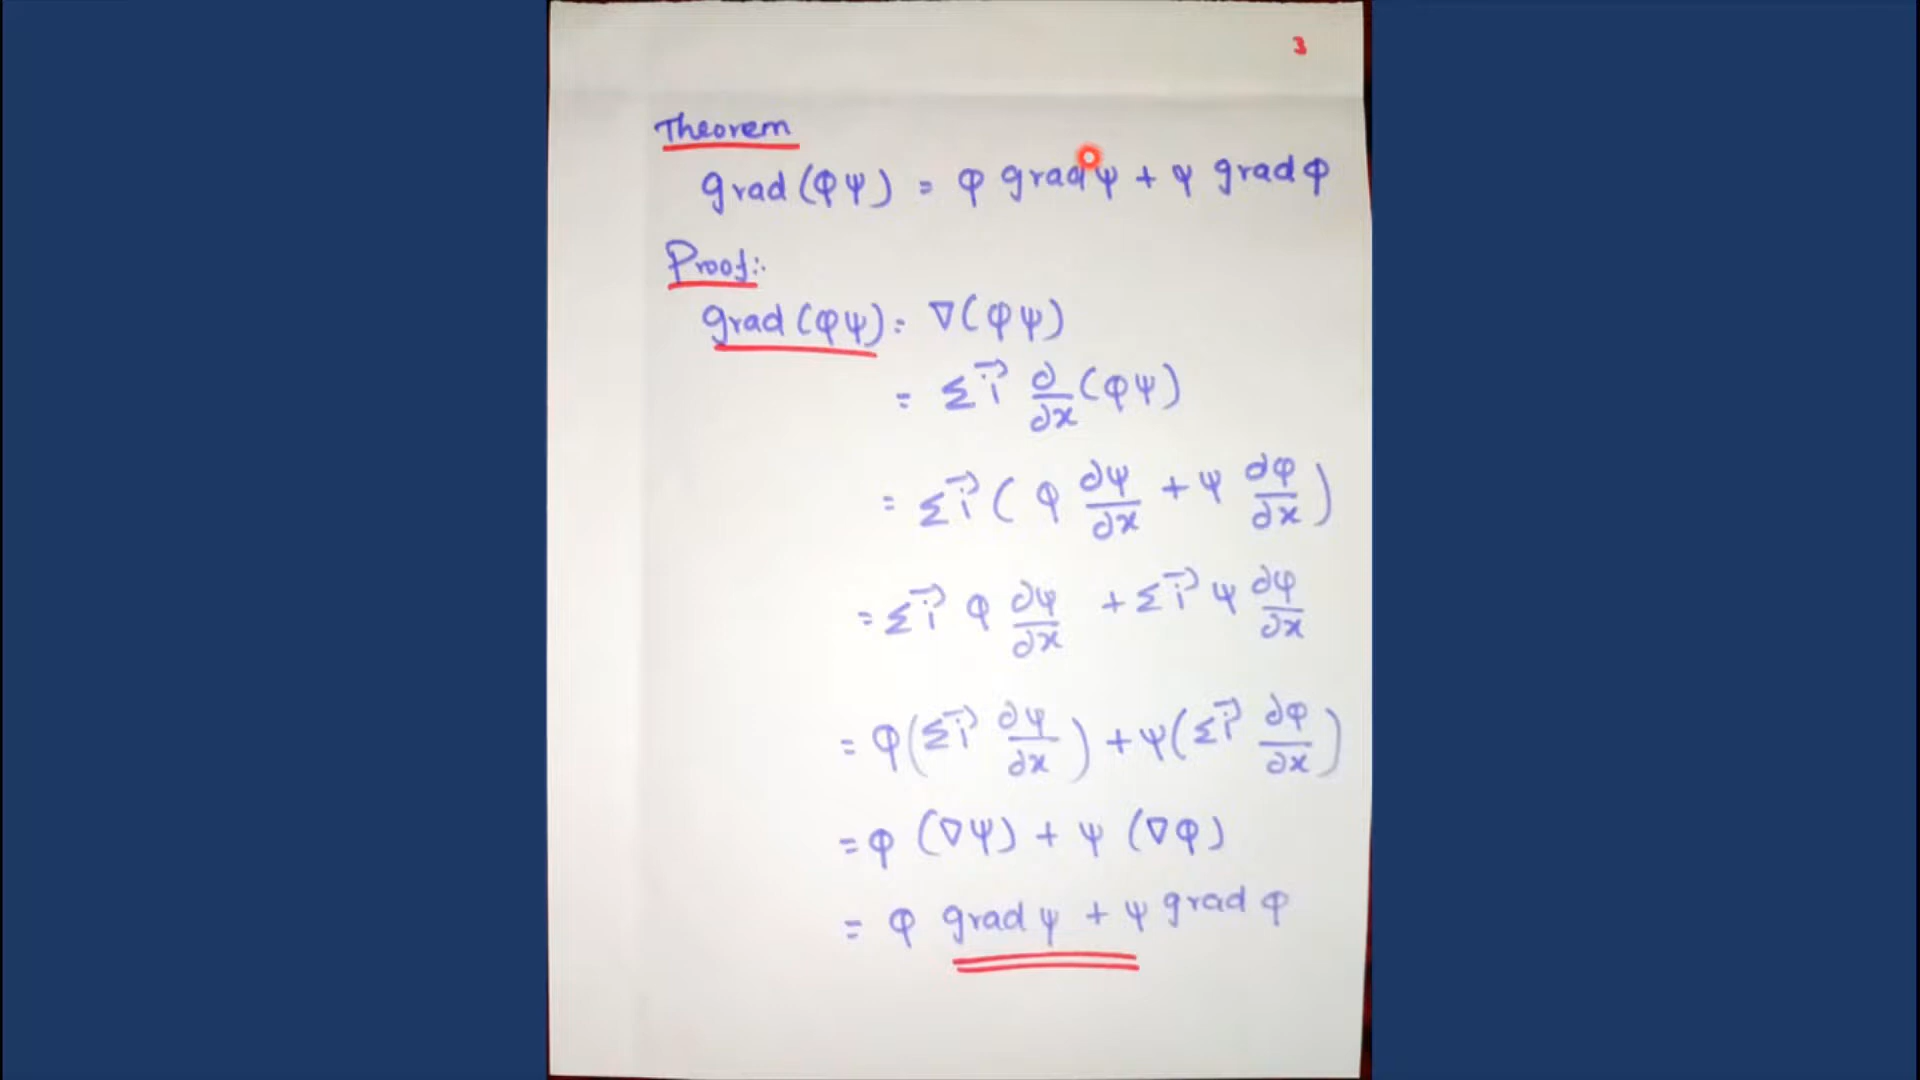 3
Theorem
grad (φψ) = φ grad ψ + ψ grad φ
Proof:-
grad (φψ) = ∇(φψ)
= Σ i⃗ ∂/∂x (φψ)
= Σ i⃗ ( φ ∂ψ/∂x + ψ ∂φ/∂x )
= Σ i⃗ φ ∂ψ/∂x + Σ i⃗ ψ ∂φ/∂x
= φ ( Σ i⃗ ∂ψ/∂x ) + ψ ( Σ i⃗ ∂φ/∂x )
= φ (∇ψ) + ψ (∇φ)
= φ grad ψ + ψ grad φ